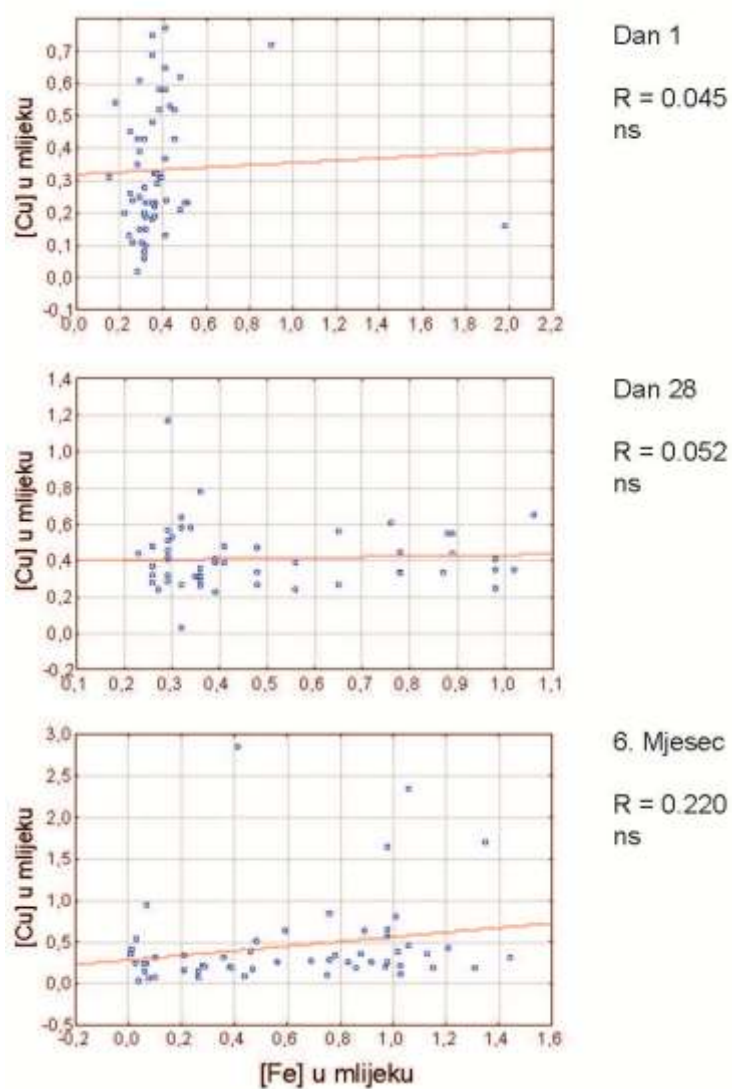 [Cu] u mlijeku
0,7
0,6
0,5
0,4
0,3
0,2
0,1
0,0
-0,1
0,0 0,2 0,4 0,6 0,8 1,0 1,2 1,4 1,6 1,8 2,0 2,2
Dan 1
R = 0.045
ns
[Cu] u mlijeku
1,4
1,2
1,0
0,8
0,6
0,4
0,2
0,0
-0,2
0,1 0,2 0,3 0,4 0,5 0,6 0,7 0,8 0,9 1,0 1,1
Dan 28
R = 0.052
ns
[Cu] u mlijeku
3,0
2,5
2,0
1,5
1,0
0,5
0,0
-0,5
-0,2 0,0 0,2 0,4 0,6 0,8 1,0 1,2 1,4 1,6
6. Mjesec
R = 0.220
ns
[Fe] u mlijeku